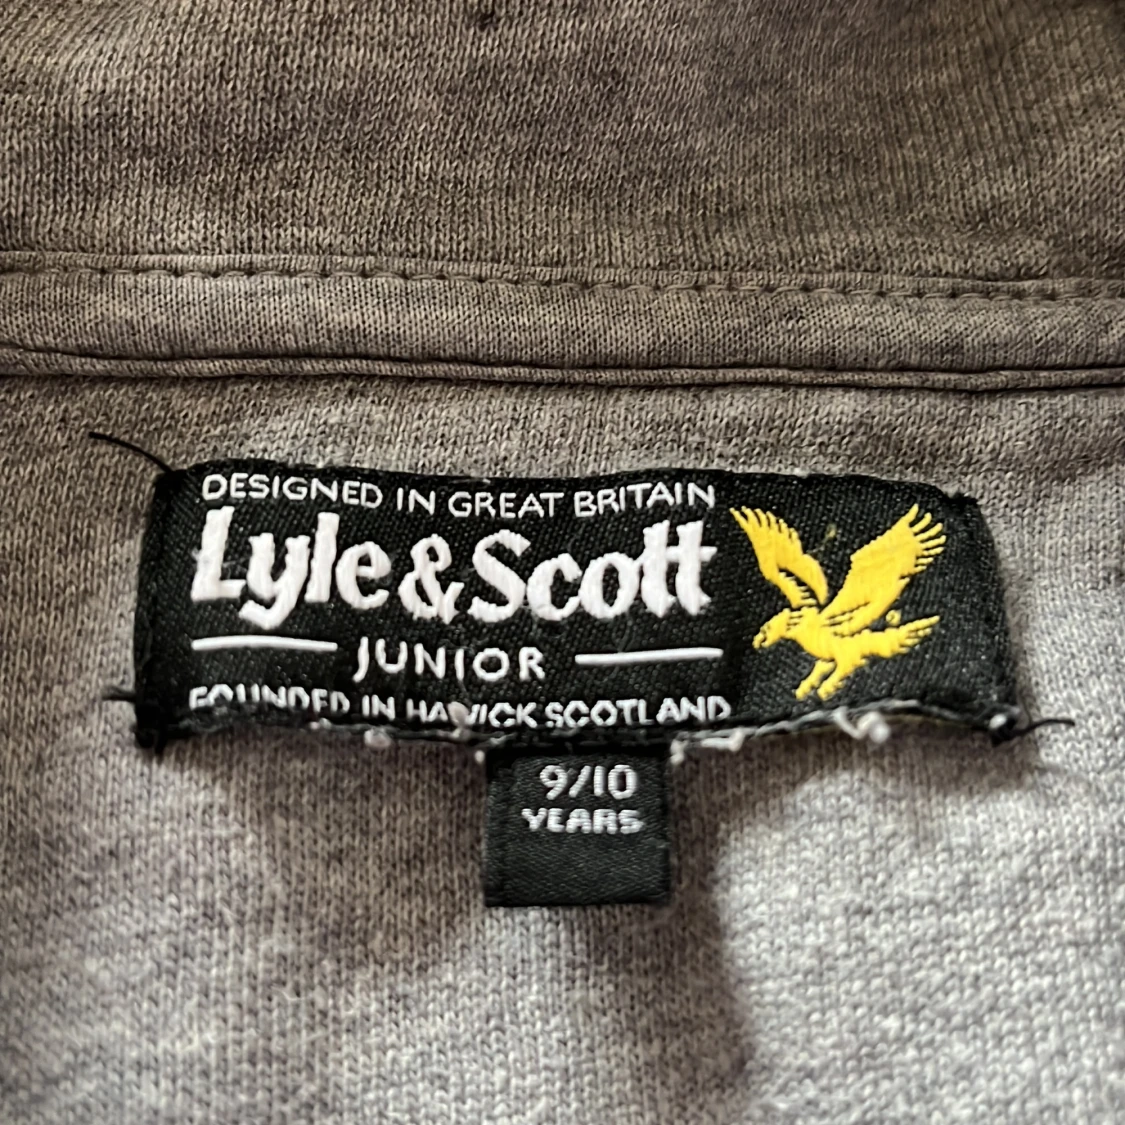 DESIGNED IN GREAT BRITAIN
Lyle & Scott
JUNIOR
FOUNDED IN HAWICK SCOTLAND
9/10
YEARS